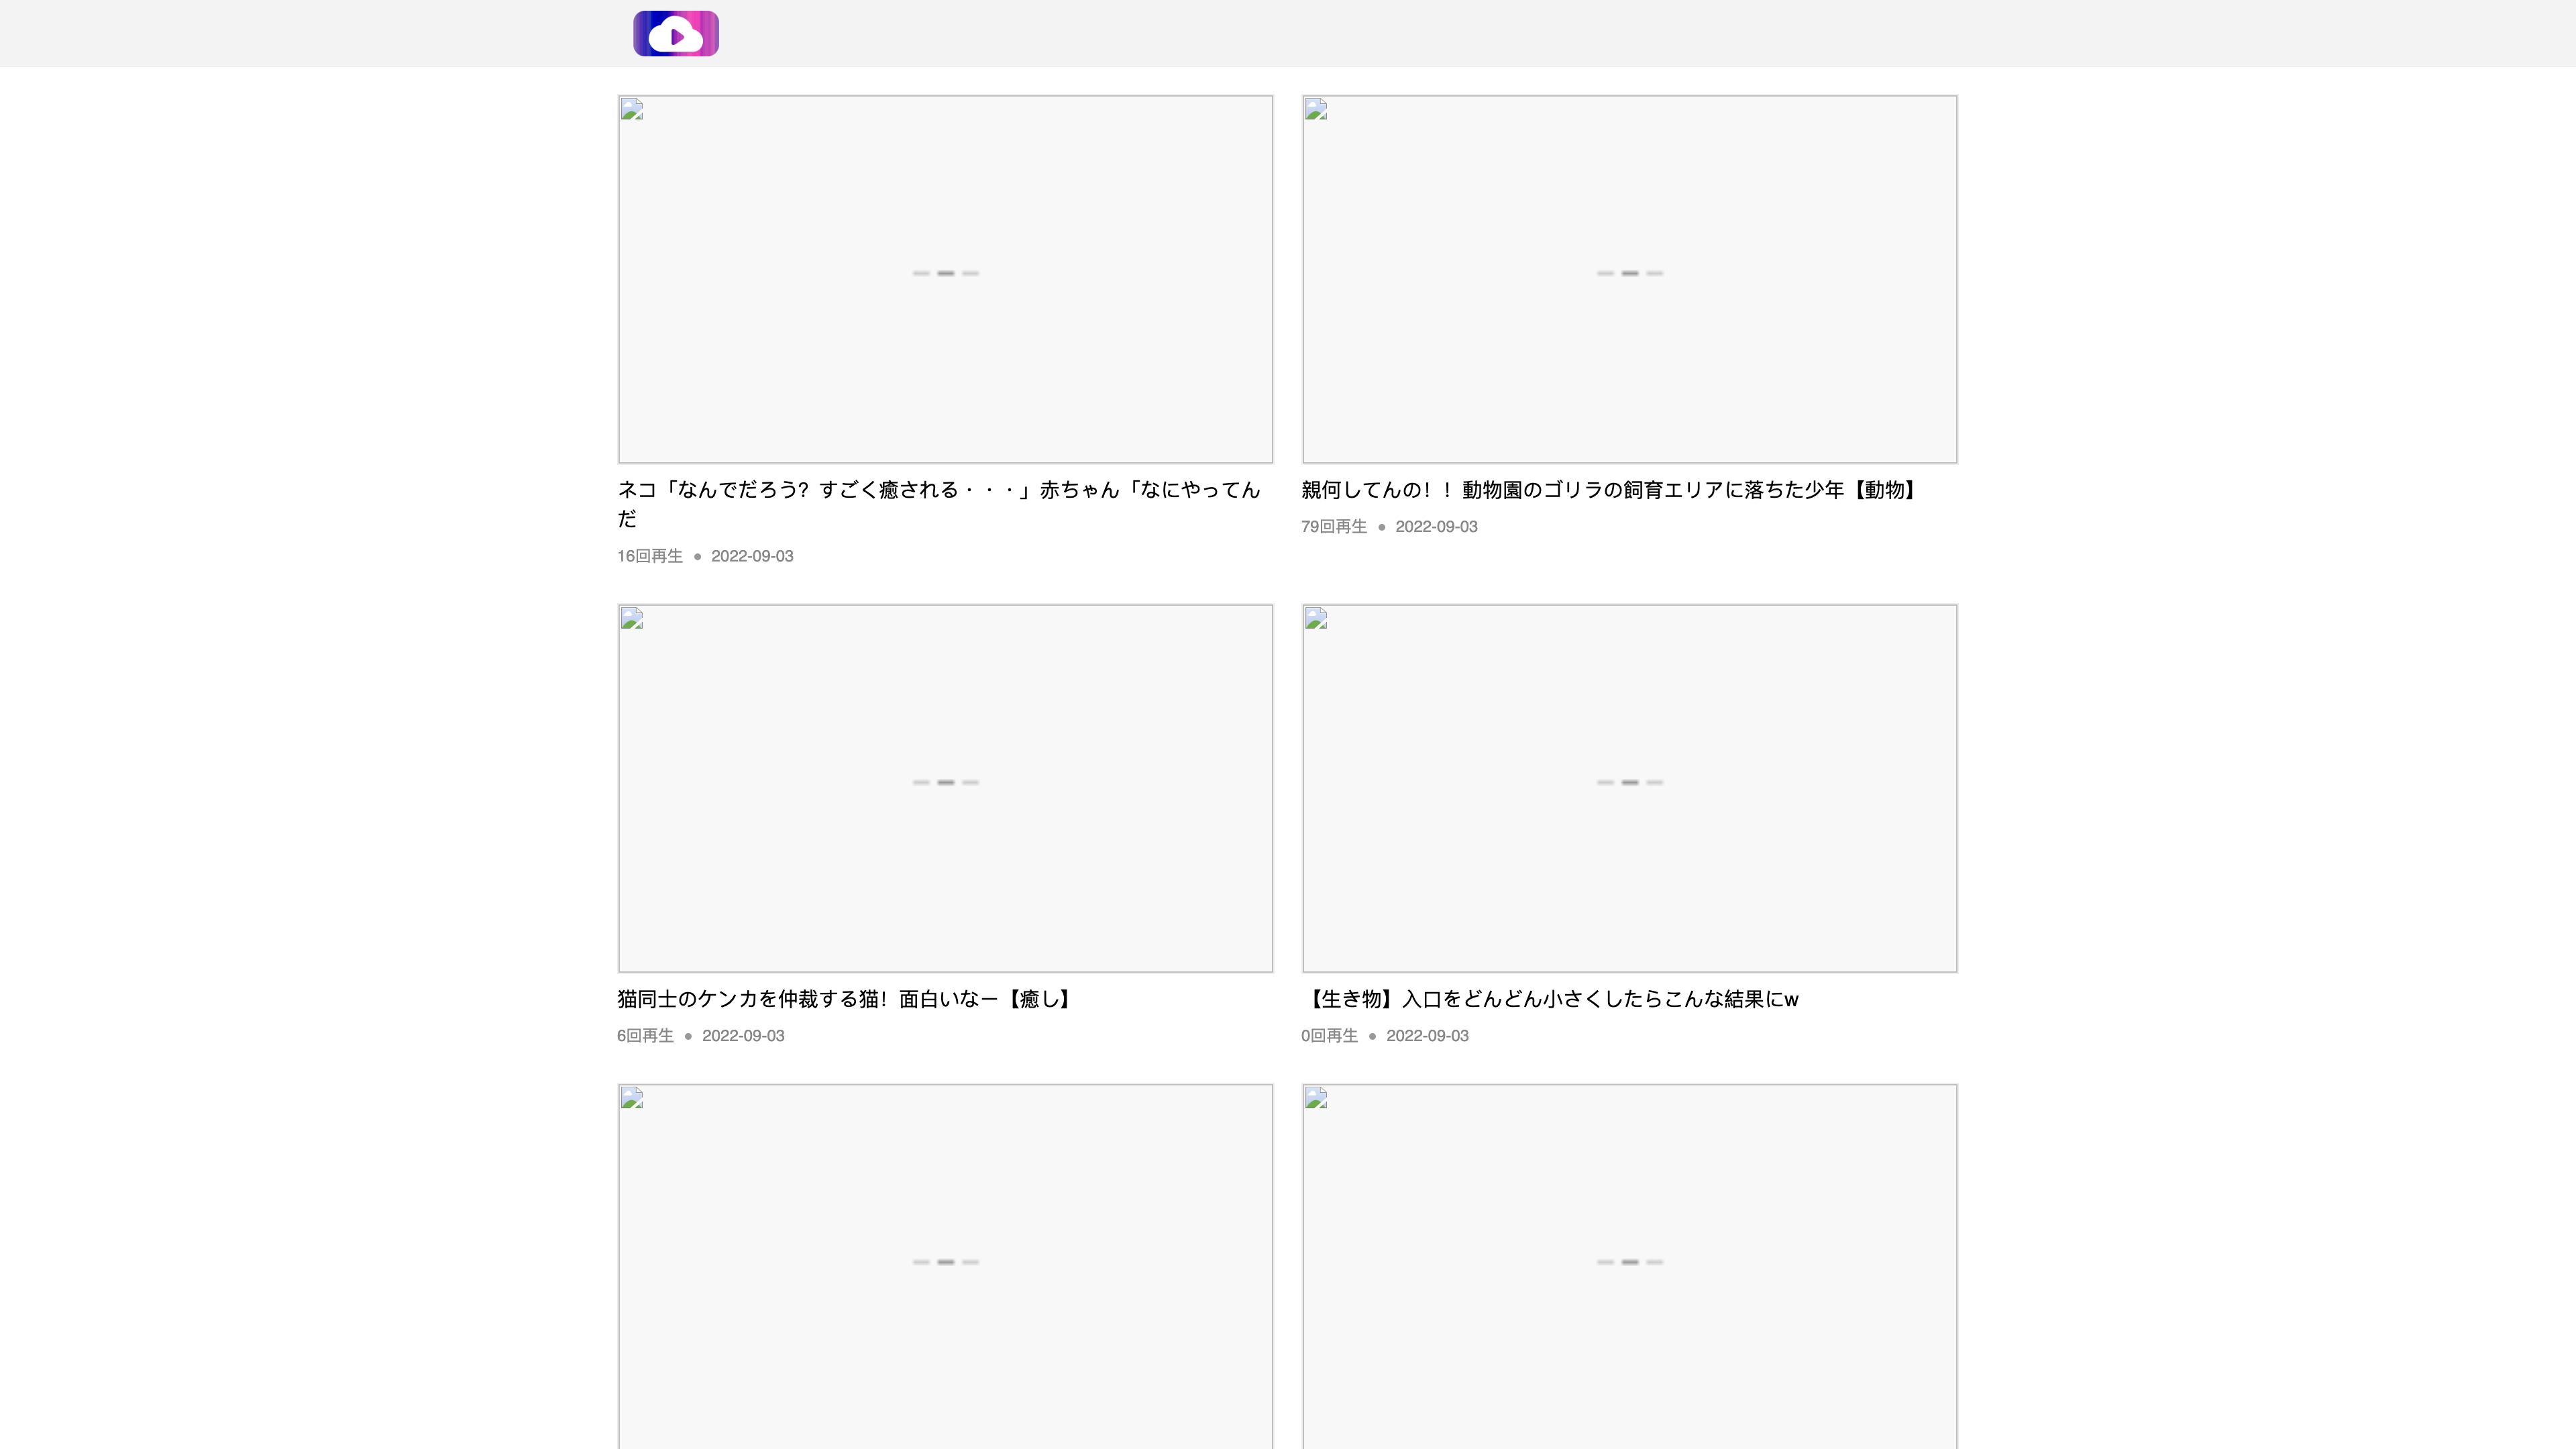 ネコ「なんでだろう？すごく癒される・・・」赤ちゃん「なにやってん
だ
16回再生 ● 2022-09-03
親何してんの！！動物園のゴリラの飼育エリアに落ちた少年【動物】
79回再生 ● 2022-09-03
猫同士のケンカを仲裁する猫！面白いなー【癒し】
6回再生 ● 2022-09-03
【生き物】入口をどんどん小さくしたらこんな結果にw
0回再生 ● 2022-09-03